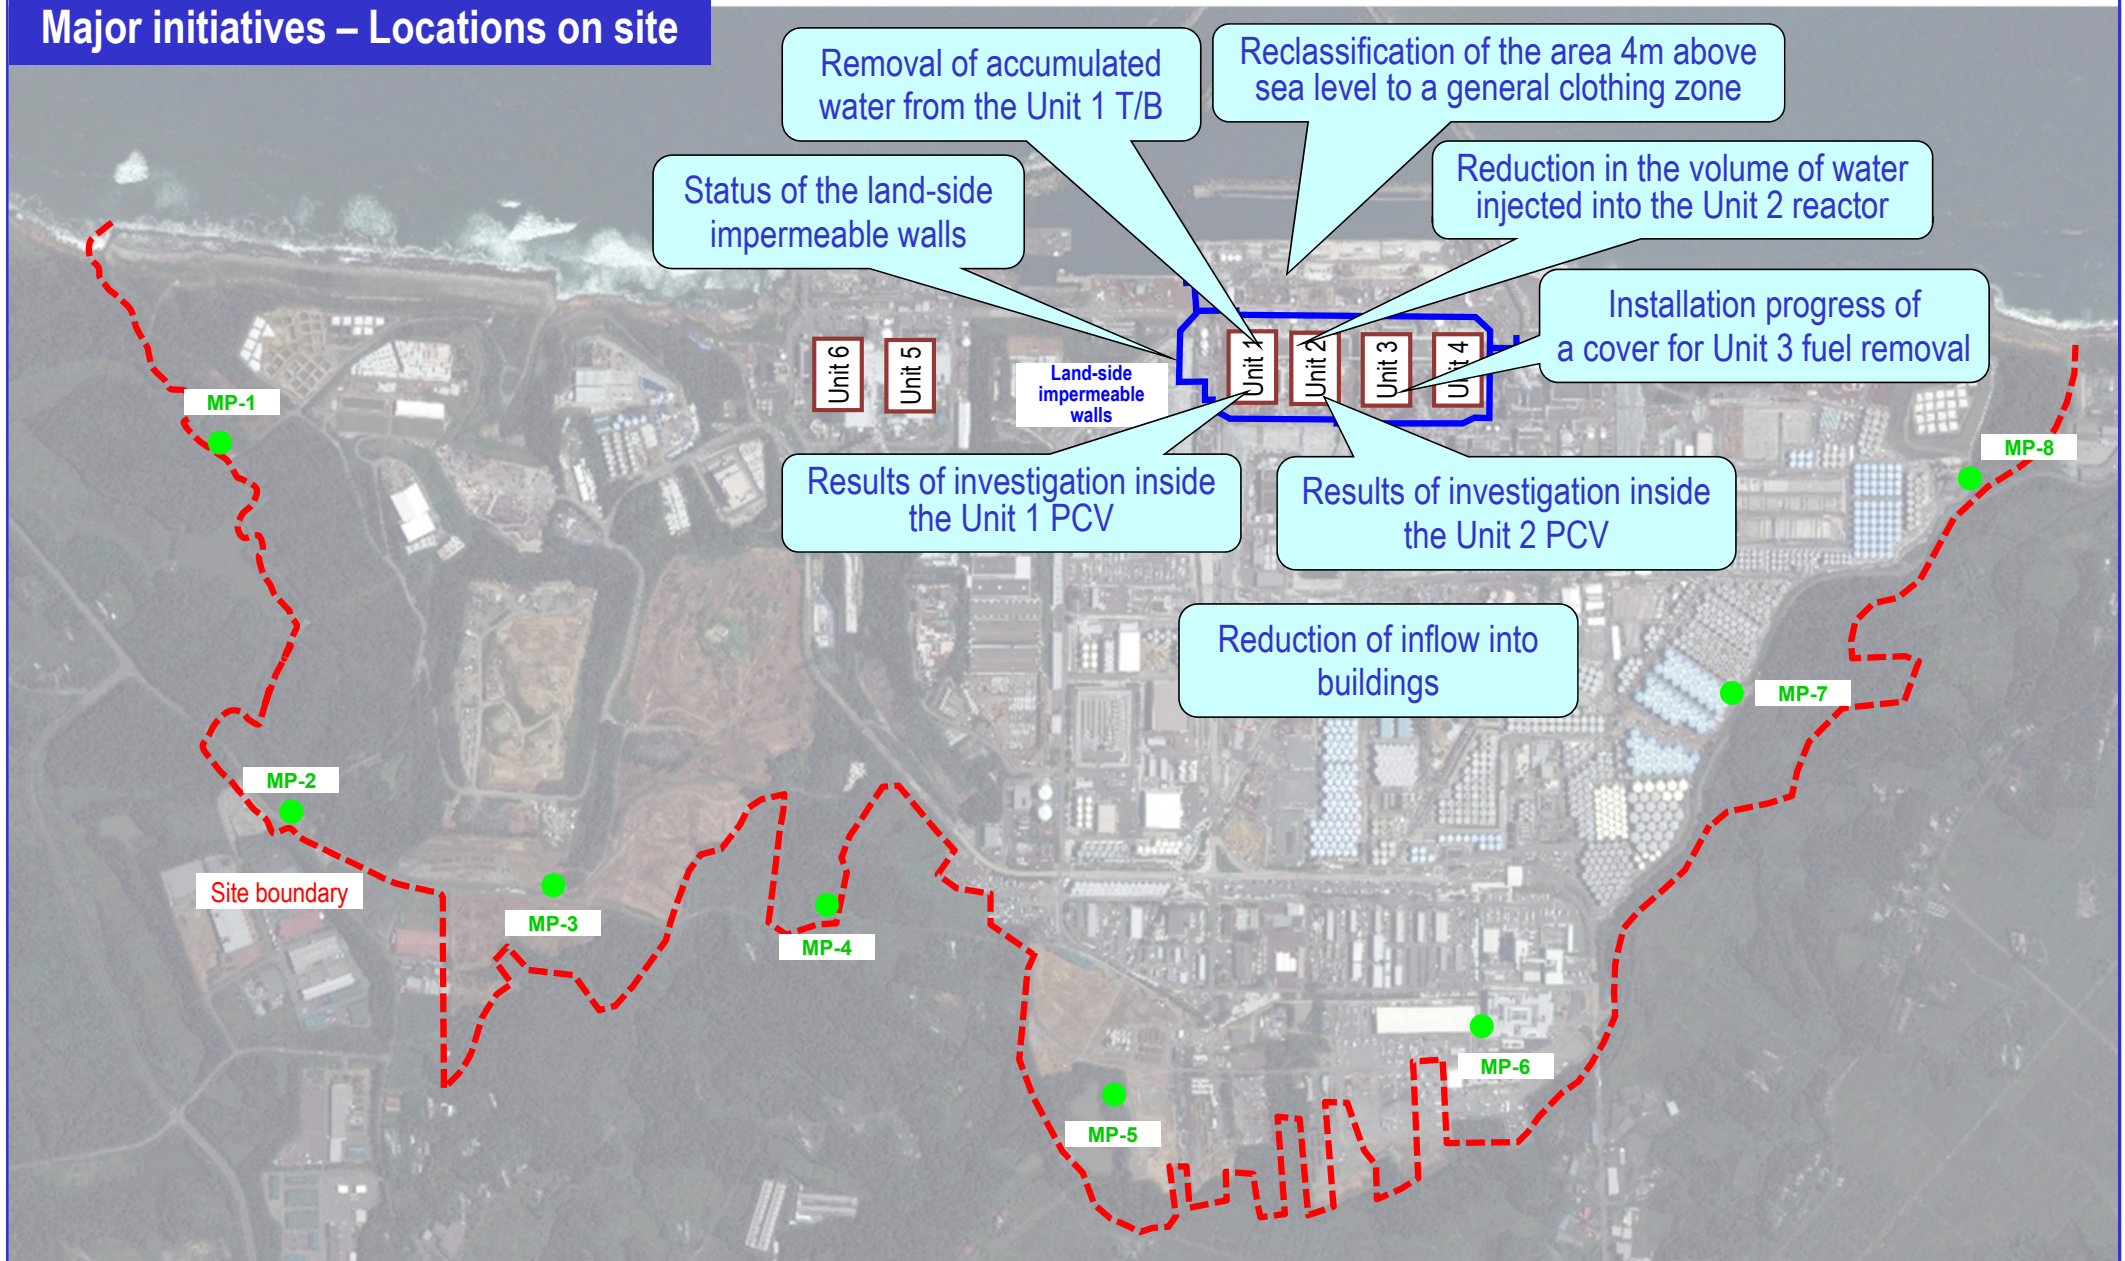 Major initiatives – Locations on site
Removal of accumulated
water from the Unit 1 T/B
Reclassification of the area 4m above
sea level to a general clothing zone
Status of the land-side
impermeable walls
Reduction in the volume of water
injected into the Unit 2 reactor
Installation progress of
a cover for Unit 3 fuel removal
Unit 6
Unit 5
Land-side
impermeable
walls
Unit 1
Unit 2
Unit 3
Unit 4
MP-1
MP-8
Results of investigation inside
the Unit 1 PCV
Results of investigation inside
the Unit 2 PCV
Reduction of inflow into
buildings
MP-7
MP-2
Site boundary
MP-3
MP-4
MP-6
MP-5